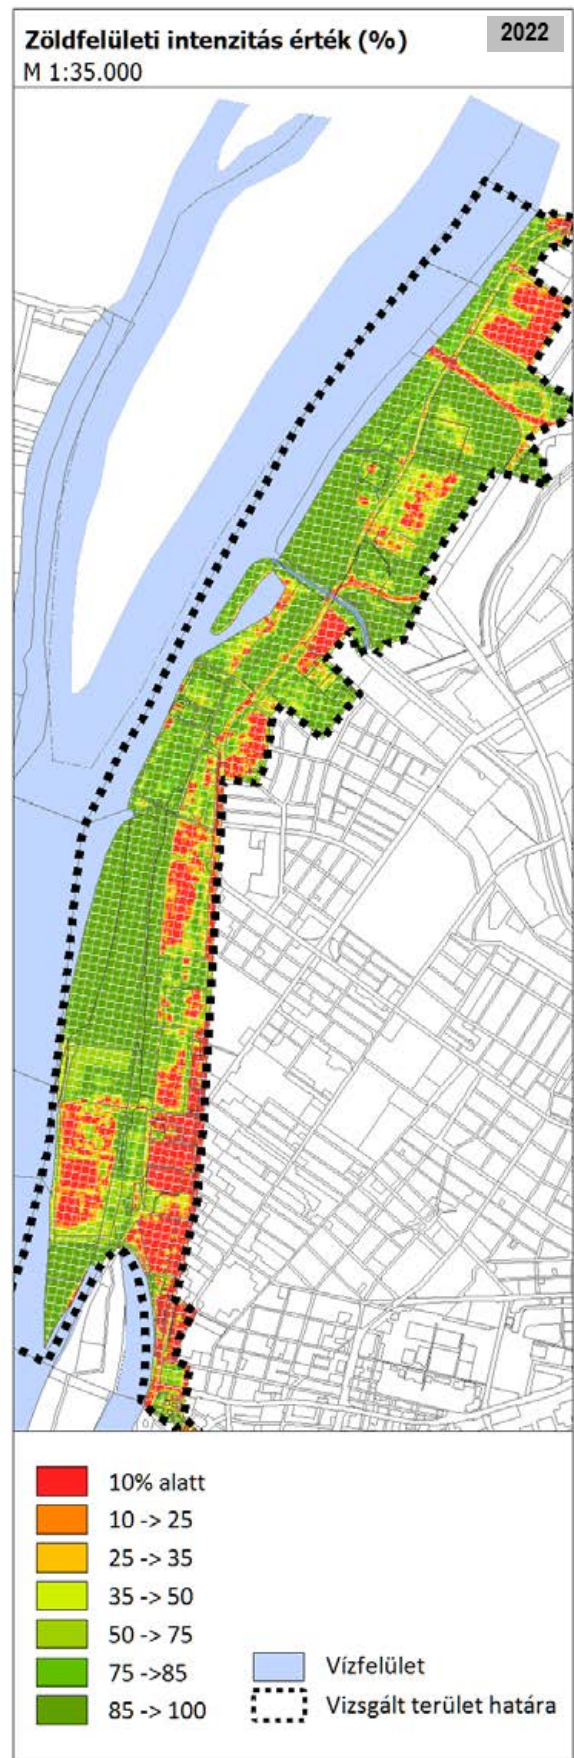 Zöldfelületi intenzitás érték (%)
2022
M 1:35.000
10% alatt
10 -> 25
25 -> 35
35 -> 50
50 -> 75
75 ->85
85 -> 100
Vízfelület
Vizsgált terület határa